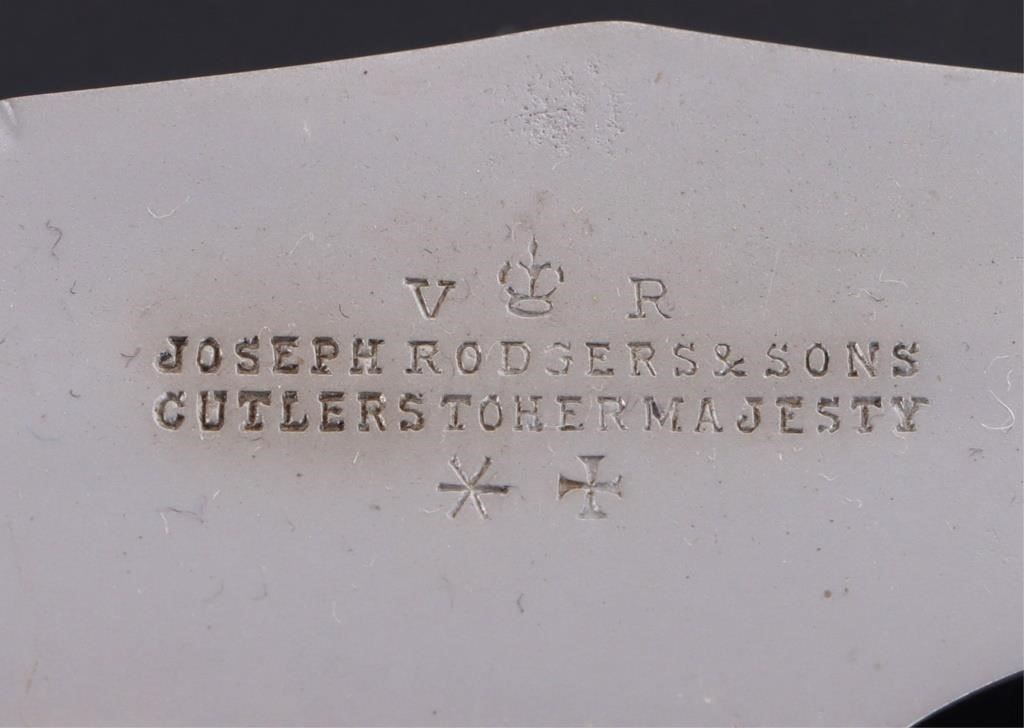 V R
JOSEPH RODGERS & SONS
CUTLERS TO HER MAJESTY